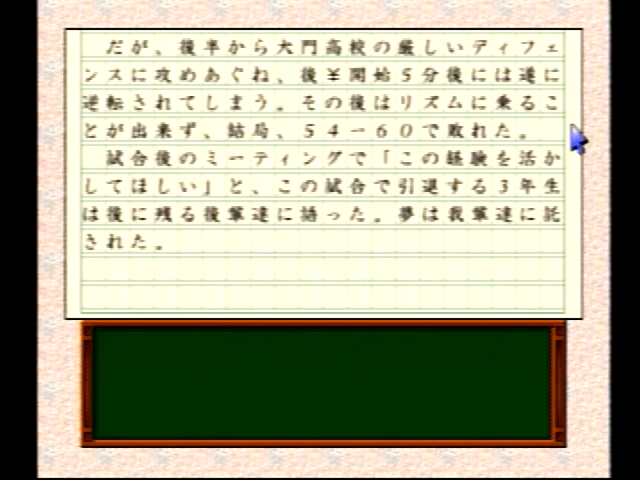 だが、後半から大門高校の厳しいディフェ
ンスに攻めあぐね、後¥開始５分後には遂に
逆転されてしまう。その後はリズムに乗るこ
とが出来ず、結局、５４－６０で敗れた。
　試合後のミーティングで「この経験を活か
してほしい」と、この試合で引退する３年生
は後に残る後輩達に語った。夢は我輩達に託
された。